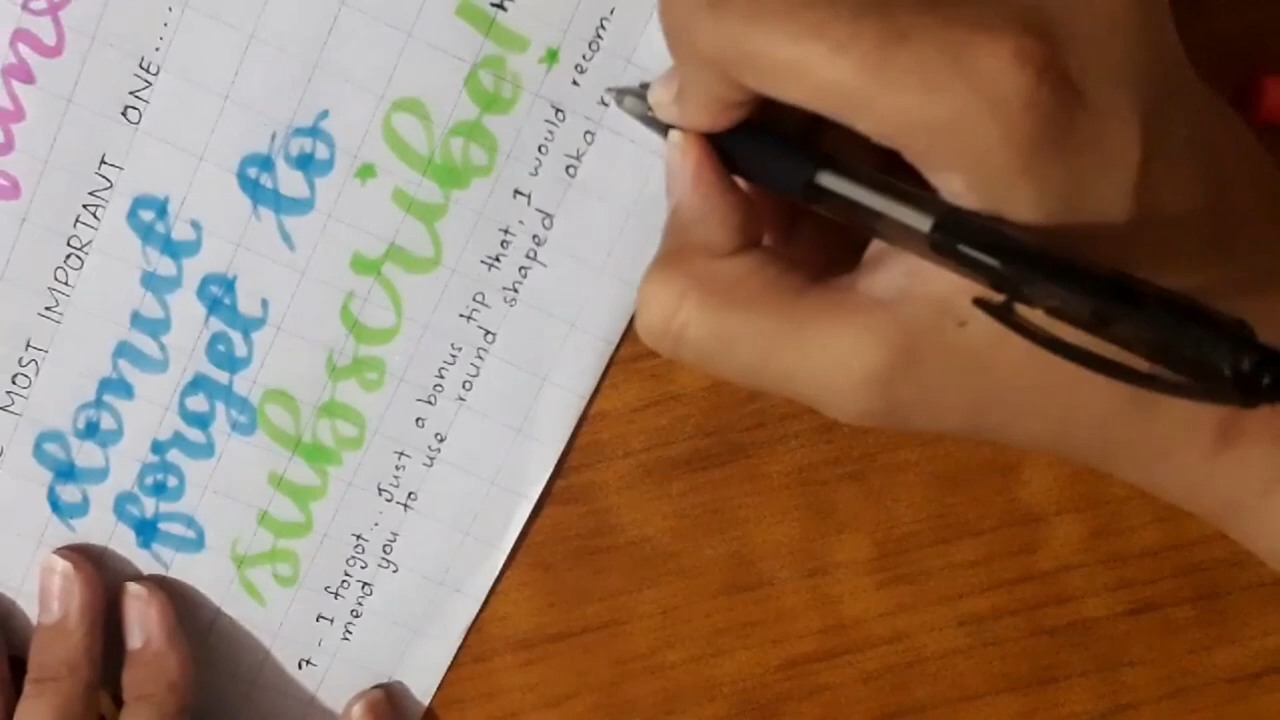 MOST IMPORTANT ONE....
donut
forget to
subscribe!
7 - I forgot... Just a bonus tip that, I would recom-
mend you to use round shaped aka r